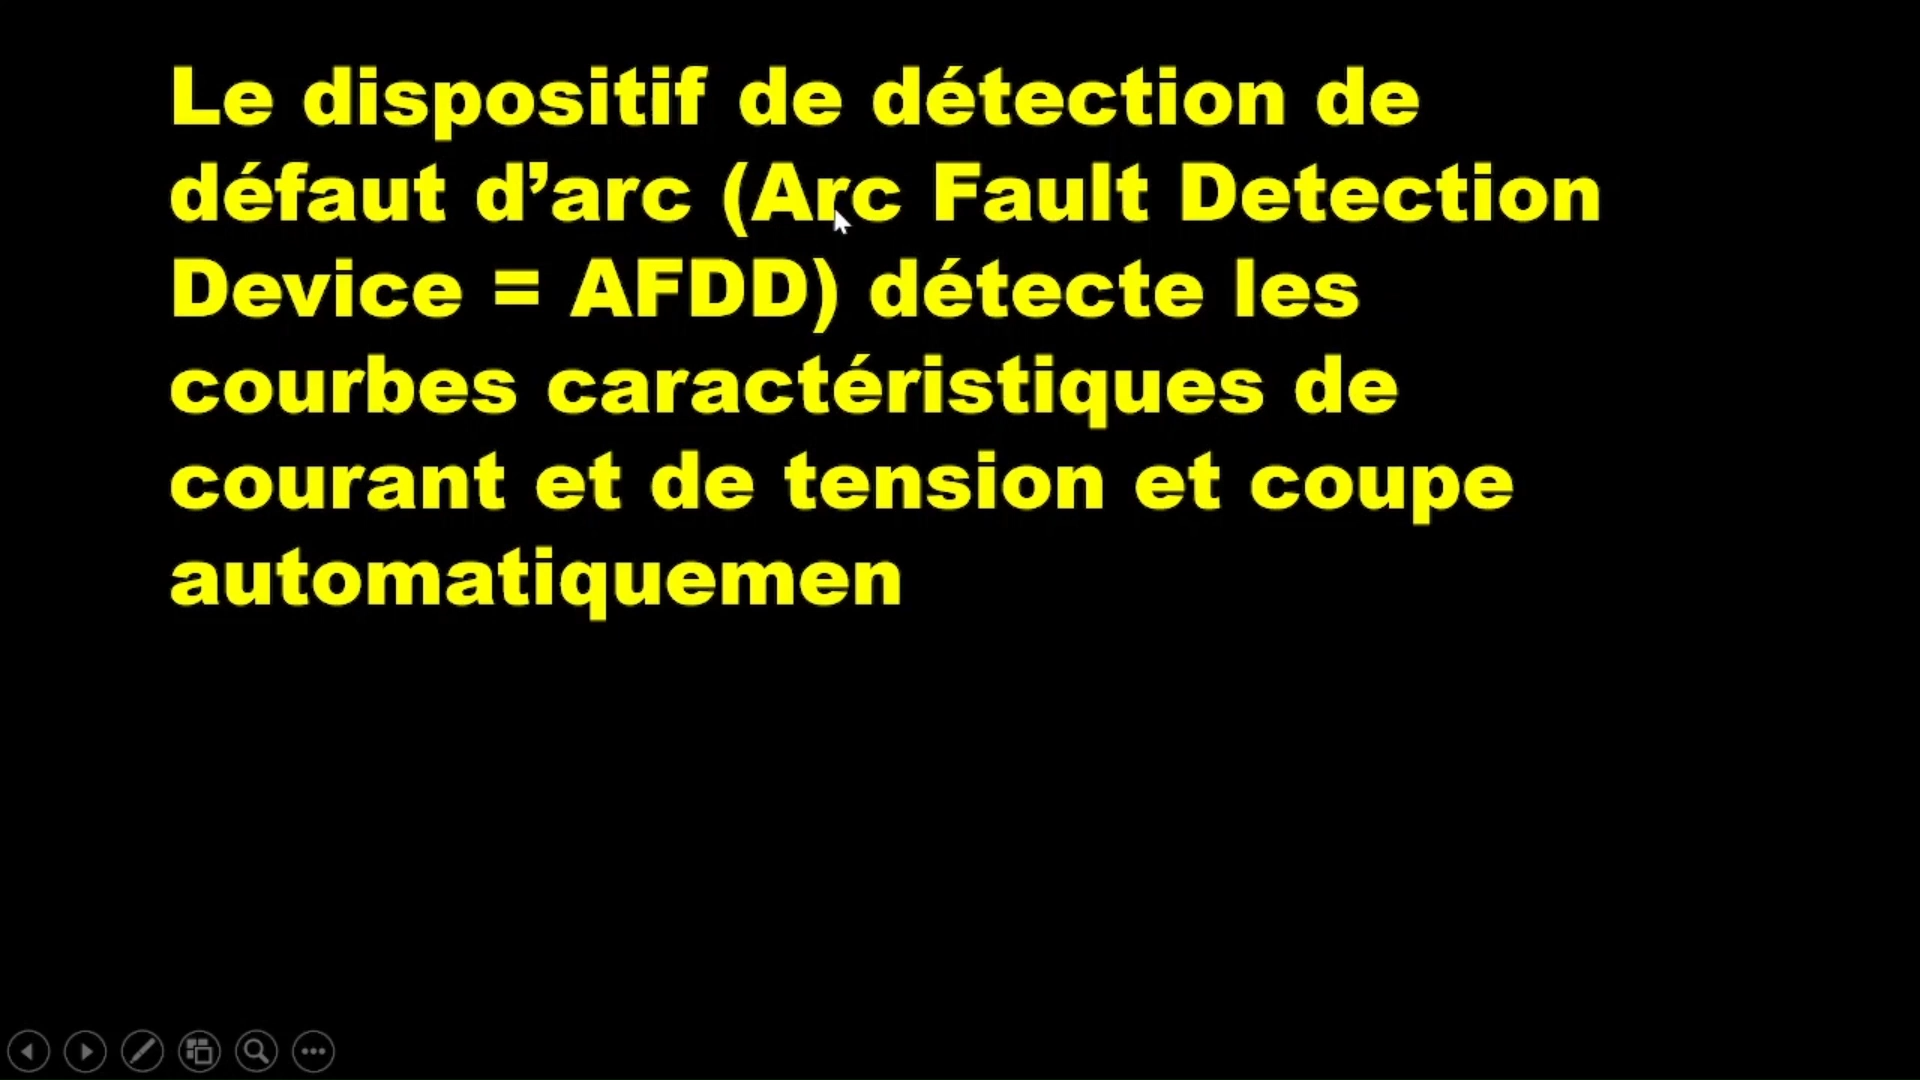 Le dispositif de détection de
défaut d’arc (Arc Fault Detection
Device = AFDD) détecte les
courbes caractéristiques de
courant et de tension et coupe
automatiquemen